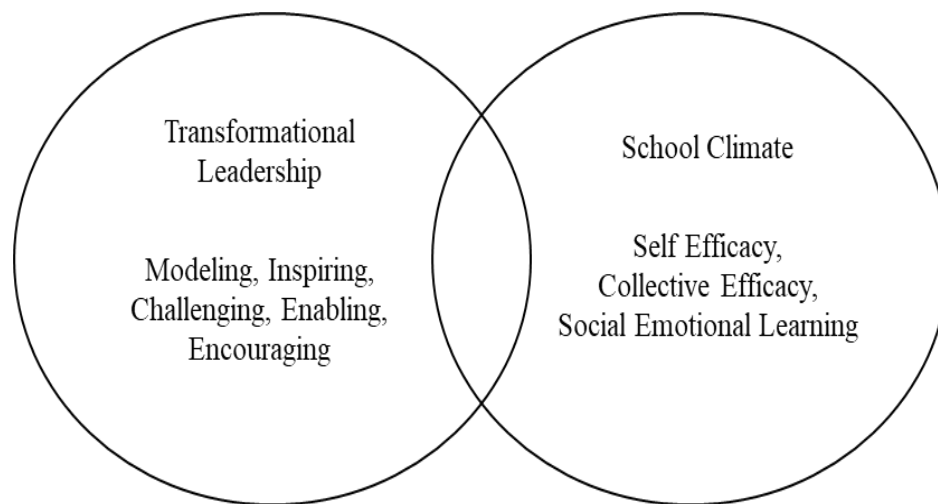 Transformational
Leadership
Modeling, Inspiring,
Challenging, Enabling,
Encouraging
School Climate
Self Efficacy,
Collective Efficacy,
Social Emotional Learning